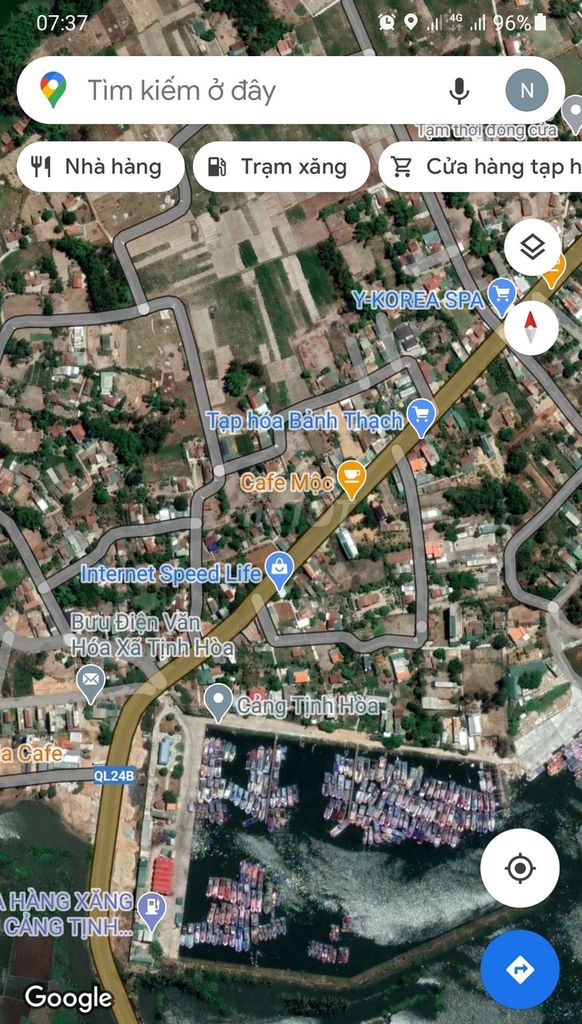 07:37
4G
96%
Tìm kiếm ở đây
N
Tạm thời đóng cửa
Nhà hàng
Trạm xăng
Cửa hàng tạp h
Y-KOREA SPA
Tạp hóa Bảnh Thạch
Cafe Mộc
Internet Speed Life
Bưu Điện Văn
Hóa Xã Tịnh Hòa
Cảng Tịnh Hòa
a Cafe
QL24B
A HÀNG XĂNG
CẢNG TỊNH...
Google